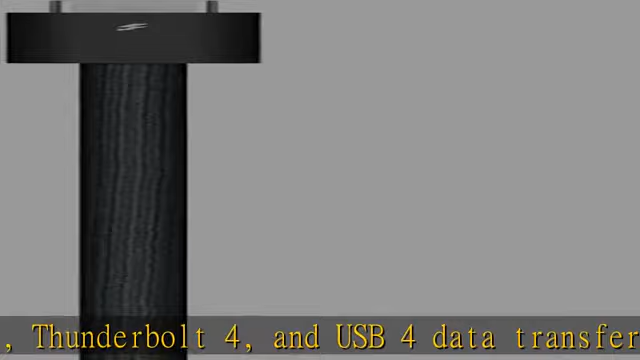 , Thunderbolt 4, and USB 4 data transfer